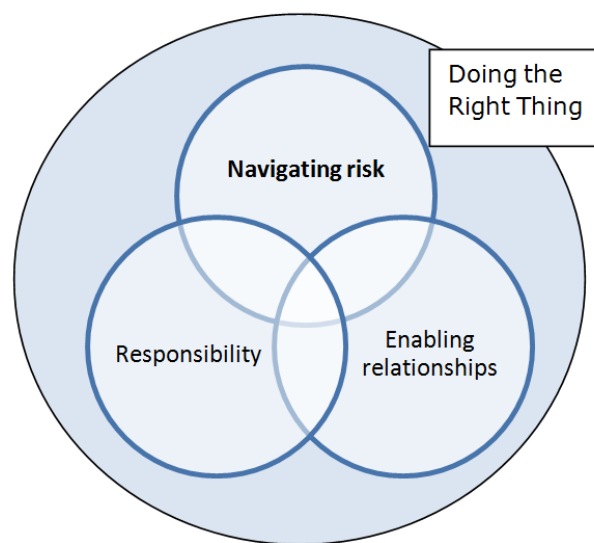 Doing the
Right Thing
Navigating risk
Responsibility
Enabling
relationships